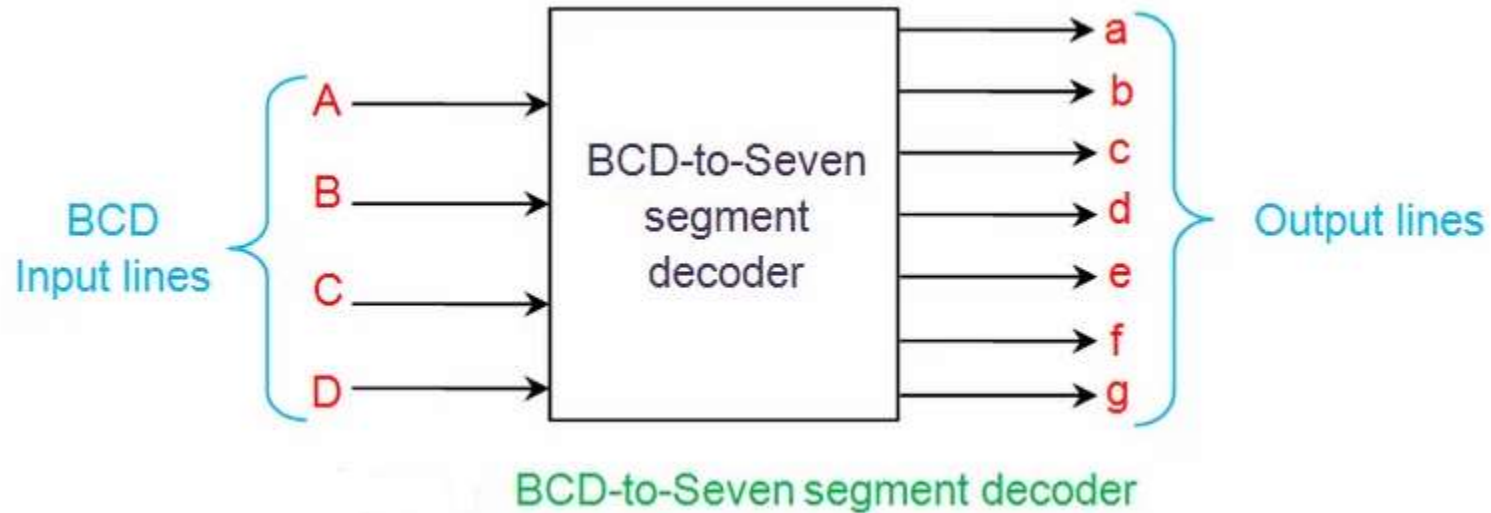 BCD
Input lines
A
B
C
D
BCD-to-Seven
segment
decoder
a
b
c
d
e
f
g
Output lines
BCD-to-Seven segment decoder